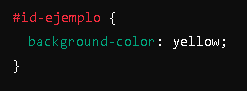 #id-ejemplo {
  background-color: yellow;
}